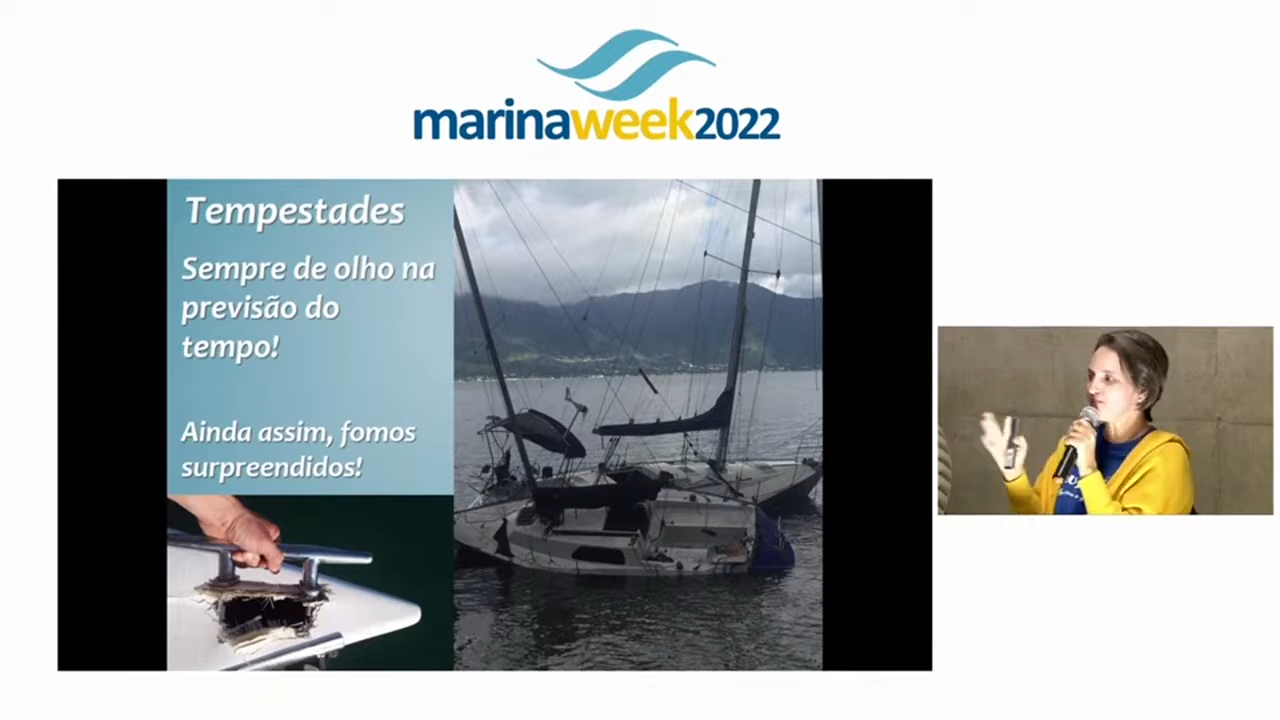 marinaweek2022
Tempestades
Sempre de olho na
previsão do
tempo!
Ainda assim, fomos
surpreendidos!